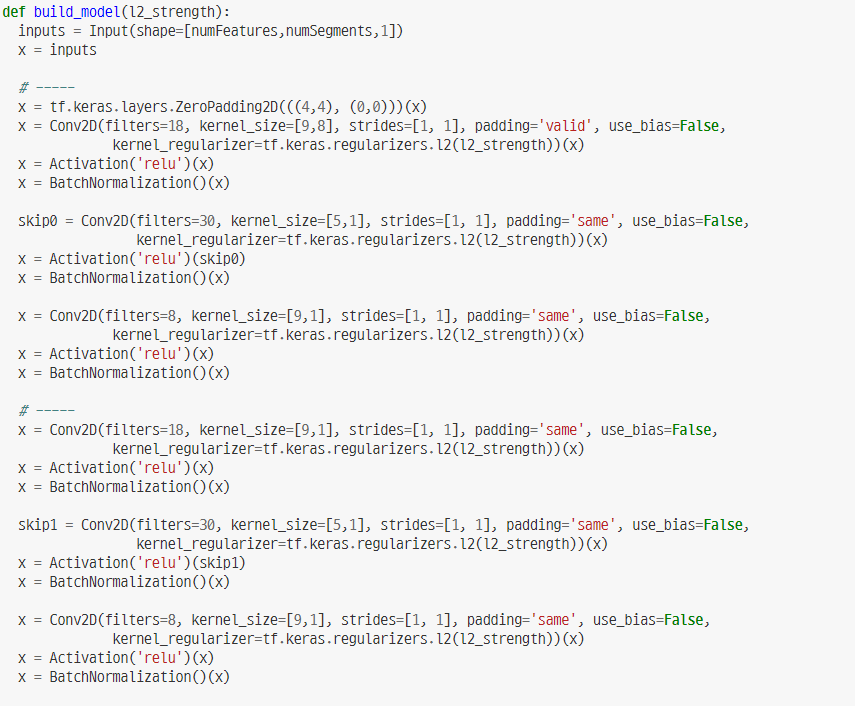 def build_model(l2_strength):
  inputs = Input(shape=[numFeatures,numSegments,1])
  x = inputs

  # -----
  x = tf.keras.layers.ZeroPadding2D(((4,4), (0,0)))(x)
  x = Conv2D(filters=18, kernel_size=[9,8], strides=[1, 1], padding='valid', use_bias=False,
              kernel_regularizer=tf.keras.regularizers.l2(l2_strength))(x)
  x = Activation('relu')(x)
  x = BatchNormalization()(x)

  skip0 = Conv2D(filters=30, kernel_size=[5,1], strides=[1, 1], padding='same', use_bias=False,
                 kernel_regularizer=tf.keras.regularizers.l2(l2_strength))(x)
  x = Activation('relu')(skip0)
  x = BatchNormalization()(x)

  x = Conv2D(filters=8, kernel_size=[9,1], strides=[1, 1], padding='same', use_bias=False,
              kernel_regularizer=tf.keras.regularizers.l2(l2_strength))(x)
  x = Activation('relu')(x)
  x = BatchNormalization()(x)

  # -----
  x = Conv2D(filters=18, kernel_size=[9,1], strides=[1, 1], padding='same', use_bias=False,
              kernel_regularizer=tf.keras.regularizers.l2(l2_strength))(x)
  x = Activation('relu')(x)
  x = BatchNormalization()(x)

  skip1 = Conv2D(filters=30, kernel_size=[5,1], strides=[1, 1], padding='same', use_bias=False,
                 kernel_regularizer=tf.keras.regularizers.l2(l2_strength))(x)
  x = Activation('relu')(skip1)
  x = BatchNormalization()(x)

  x = Conv2D(filters=8, kernel_size=[9,1], strides=[1, 1], padding='same', use_bias=False,
              kernel_regularizer=tf.keras.regularizers.l2(l2_strength))(x)
  x = Activation('relu')(x)
  x = BatchNormalization()(x)